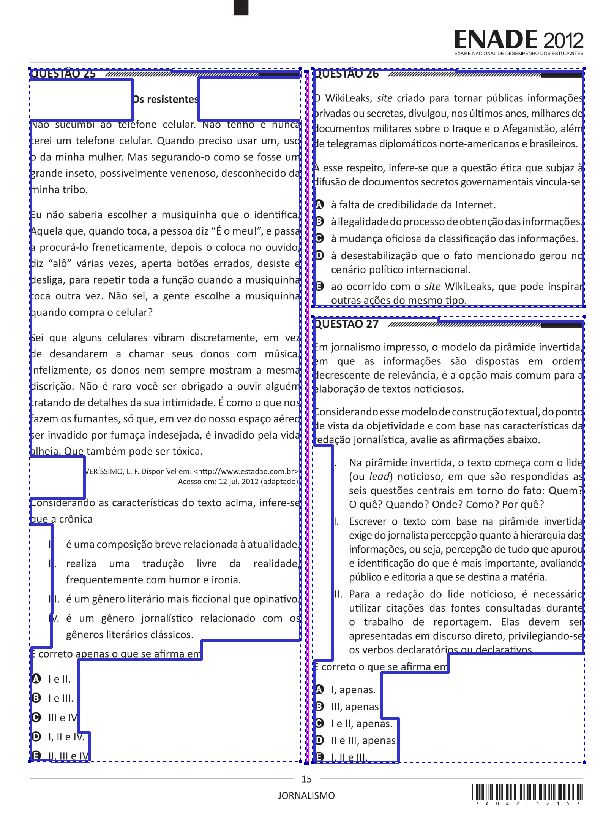 ENADE 2012
EXAME NACIONAL DE DESEMPENHO DOS ESTUDANTES
QUESTÃO 25
Os resistentes
Não sucumbi ao telefone celular. Não tenho e nunca
terei um telefone celular. Quando preciso usar um, uso
o da minha mulher. Mas segurando-o como se fosse um
grande inseto, possivelmente venenoso, desconhecido da
minha tribo.
Eu não saberia escolher a musiquinha que o identifica.
Aquela que, quando toca, a pessoa diz "É o meu!", e passa
a procurá-lo freneticamente, depois o coloca no ouvido,
diz "alô" várias vezes, aperta botões errados, desiste e
desliga, para repetir toda a função quando a musiquinha
toca outra vez. Não sei, a gente escolhe a musiquinha
quando compra o celular?
Sei que alguns celulares vibram discretamente, em vez
de desandarem a chamar seus donos com música,
infelizmente, os donos nem sempre mostram a mesma
discrição. Não é raro você ser obrigado a ouvir alguém
tratando de detalhes da sua intimidade. É como o que nos
fazem os fumantes, só que, em vez do nosso espaço aéreo
ser invadido por fumaça indesejada, é invadido pela vida
alheia. Que também pode ser tóxica.
VERÍSSIMO, L. F. Disponível em: <http://www.estadao.com.br>
Acesso em: 12 jul. 2012 (adaptado).
Considerando as características do texto acima, infere-se
que a crônica
I. é uma composição breve relacionada à atualidade.
II. realiza uma tradução livre da realidade,
frequentemente com humor e ironia.
III. é um gênero literário mais ficcional que opinativo.
IV. é um gênero jornalístico relacionado com os
gêneros literários clássicos.
É correto apenas o que se afirma em
A I e II.
B I e III.
C III e IV.
D I, II e IV.
E II, III e IV.
QUESTÃO 26
O WikiLeaks, site criado para tornar públicas informações
privadas ou secretas, divulgou, nos últimos anos, milhares de
documentos militares sobre o Iraque e o Afeganistão, além
de telegramas diplomáticos norte-americanos e brasileiros.
A esse respeito, infere-se que a questão ética que subjaz à
difusão de documentos secretos governamentais vincula-se
A à falta de credibilidade da Internet.
B à ilegalidade do processo de obtenção das informações.
C à mudança oficiosa da classificação das informações.
D à desestabilização que o fato mencionado gerou no
cenário político internacional.
E ao ocorrido com o site WikiLeaks, que pode inspirar
outras ações do mesmo tipo.
QUESTÃO 27
Em jornalismo impresso, o modelo da pirâmide invertida,
em que as informações são dispostas em ordem
decrescente de relevância, é a opção mais comum para a
elaboração de textos noticiosos.
Considerando esse modelo de construção textual, do ponto
de vista da objetividade e com base nas características da
redação jornalística, avalie as afirmações abaixo.
I. Na pirâmide invertida, o texto começa com o lide
(ou lead) noticioso, em que são respondidas as
seis questões centrais em torno do fato: Quem?
O quê? Quando? Onde? Como? Por quê?
II. Escrever o texto com base na pirâmide invertida
exige do jornalista percepção quanto à hierarquia das
informações, ou seja, percepção de tudo que apurou
e identificação do que é mais importante, avaliando
público e editoria a que se destina a matéria.
III. Para a redação do lide noticioso, é necessário
utilizar citações das fontes consultadas durante
o trabalho de reportagem. Elas devem ser
apresentadas em discurso direto, privilegiando-se
os verbos declaratórios ou declarativos.
É correto o que se afirma em
A I, apenas.
B III, apenas.
C I e II, apenas.
D II e III, apenas.
E I, II e III.
15
JORNALISMO